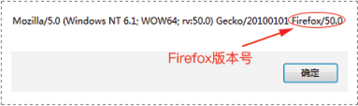 Mozilla/5.0 (Windows NT 6.1; WOW64; rv:50.0) Gecko/20100101 Firefox/50.0
Firefox版本号
确定